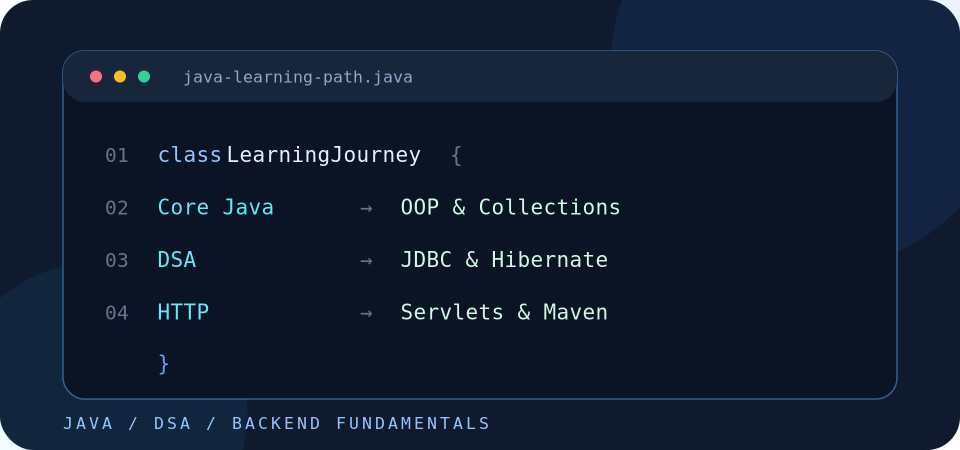 java-learning-path.java
01 class LearningJourney {
02 Core Java → OOP & Collections
03 DSA → JDBC & Hibernate
04 HTTP → Servlets & Maven
}
JAVA / DSA / BACKEND FUNDAMENTALS